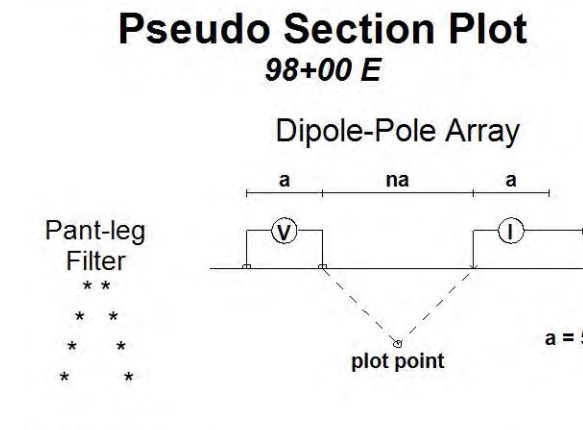 Pseudo Section Plot
98+00 E
Dipole-Pole Array
a na a
Pant-leg
Filter
* *
* *
* *
* *
V I
plot point
a =